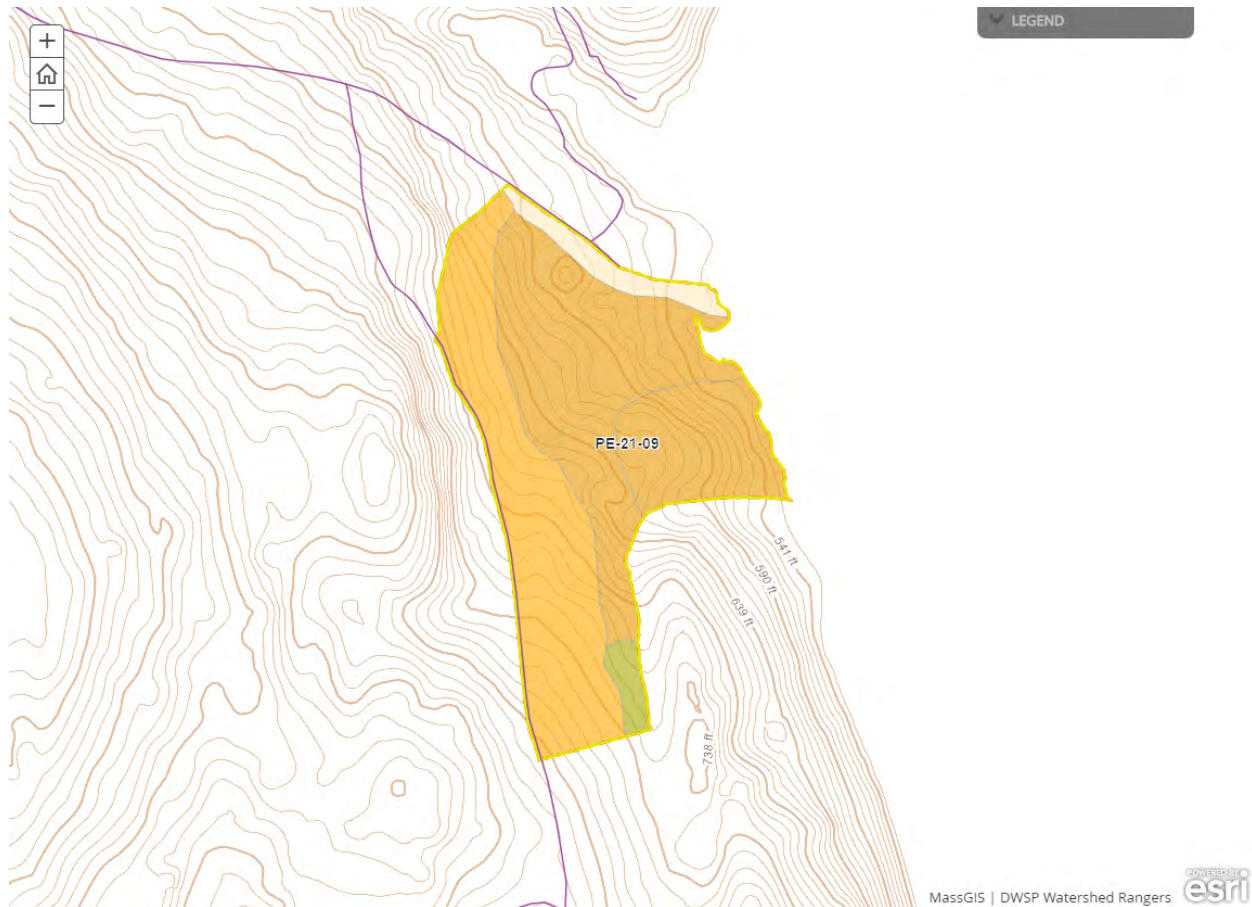 +
−
LEGEND
PE-21-09
541 ft
590 ft
639 ft
738 ft
MassGIS | DWSP Watershed Rangers
POWERED BY
esri